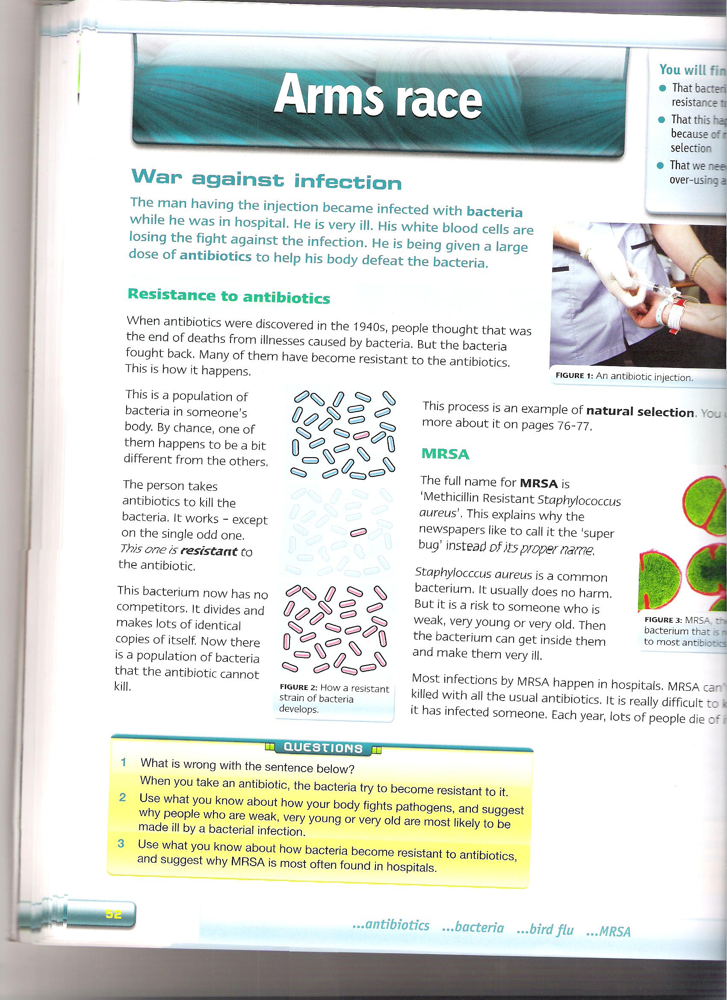 Arms race
You will fin
That bacteri
resistance to
That this hap
because of n
selection
That we need
over-using a
War against infection
The man having the injection became infected with bacteria
while he was in hospital. He is very ill. His white blood cells are
losing the fight against the infection. He is being given a large
dose of antibiotics to help his body defeat the bacteria.
Resistance to antibiotics
When antibiotics were discovered in the 1940s, people thought that was
the end of deaths from illnesses caused by bacteria. But the bacteria
fought back. Many of them have become resistant to the antibiotics.
This is how it happens.
FIGURE 1: An antibiotic injection.
This is a population of
bacteria in someone's
body. By chance, one of
them happens to be a bit
different from the others.
The person takes
antibiotics to kill the
bacteria. It works – except
on the single odd one.
This one is resistant to
the antibiotic.
This bacterium now has no
competitors. It divides and
makes lots of identical
copies of itself. Now there
is a population of bacteria
that the antibiotic cannot
kill.
FIGURE 2: How a resistant
strain of bacteria
develops.
This process is an example of natural selection. You
more about it on pages 76-77.
MRSA
The full name for MRSA is
'Methicillin Resistant Staphylococcus
aureus'. This explains why the
newspapers like to call it the 'super
bug' instead of its proper name.
Staphylocccus aureus is a common
bacterium. It usually does no harm.
But it is a risk to someone who is
weak, very young or very old. Then
the bacterium can get inside them
and make them very ill.
FIGURE 3: MRSA, the
bacterium that is
to most antibiotics
Most infections by MRSA happen in hospitals. MRSA can'
killed with all the usual antibiotics. It is really difficult to
it has infected someone. Each year, lots of people die of
QUESTIONS
1 What is wrong with the sentence below?
When you take an antibiotic, the bacteria try to become resistant to it.
2 Use what you know about how your body fights pathogens, and suggest
why people who are weak, very young or very old are most likely to be
made ill by a bacterial infection.
3 Use what you know about how bacteria become resistant to antibiotics,
and suggest why MRSA is most often found in hospitals.
52
...antibiotics ...bacteria ...bird flu ...MRSA